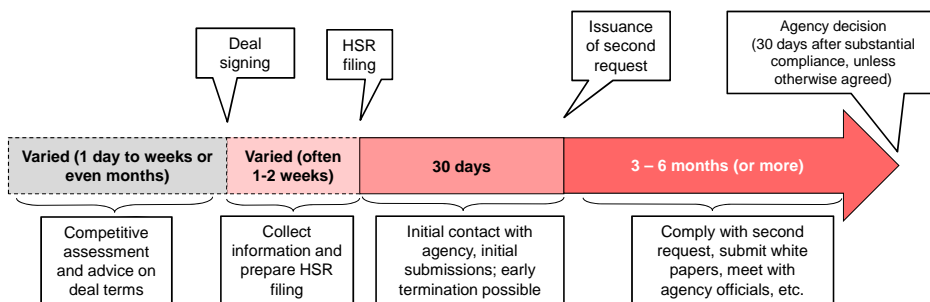 Deal
signing
HSR
filing
Issuance
of second
request
Agency decision
(30 days after substantial
compliance, unless
otherwise agreed)
Varied (1 day to weeks or
even months)
Varied (often
1-2 weeks)
30 days
3 – 6 months (or more)
Competitive
assessment
and advice on
deal terms
Collect
information and
prepare HSR
filing
Initial contact with
agency, initial
submissions; early
termination possible
Comply with second
request, submit white
papers, meet with
agency officials, etc.